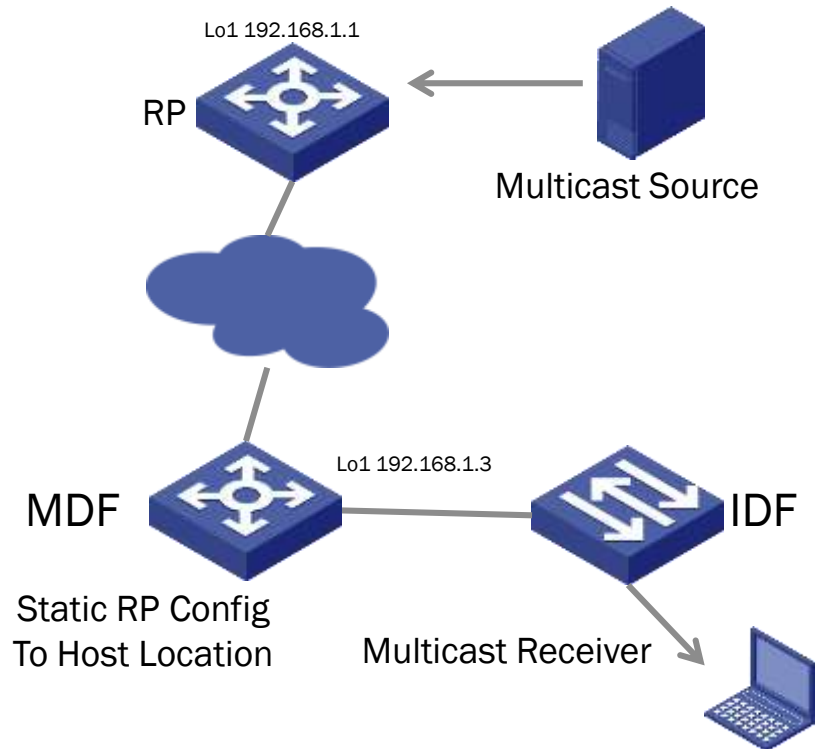 Lo1 192.168.1.1
RP
Multicast Source
Lo1 192.168.1.3
MDF
IDF
Static RP Config
To Host Location
Multicast Receiver